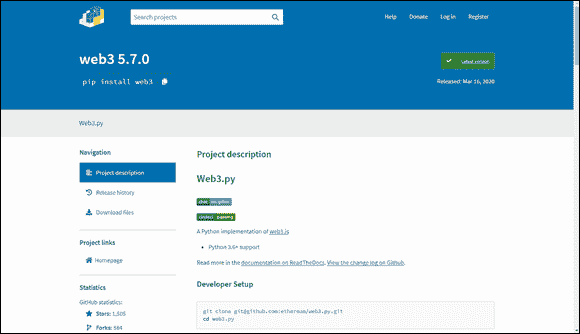 Search projects
Help
Donate
Log in
Register
web3 5.7.0
pip install web3
Latest version
Released: Mar 16, 2020
Web3.py
Navigation
Project description
Release history
Download files
Project links
Homepage
Statistics
GitHub statistics:
Stars: 1,505
Forks: 564
Project description
Web3.py
A Python implementation of web3.js
Python 3.6+ support
Read more in the documentation on ReadTheDocs. View the change log on Github.
Developer Setup
git clone git@github.com:ethereum/web3.py.git
cd web3.py